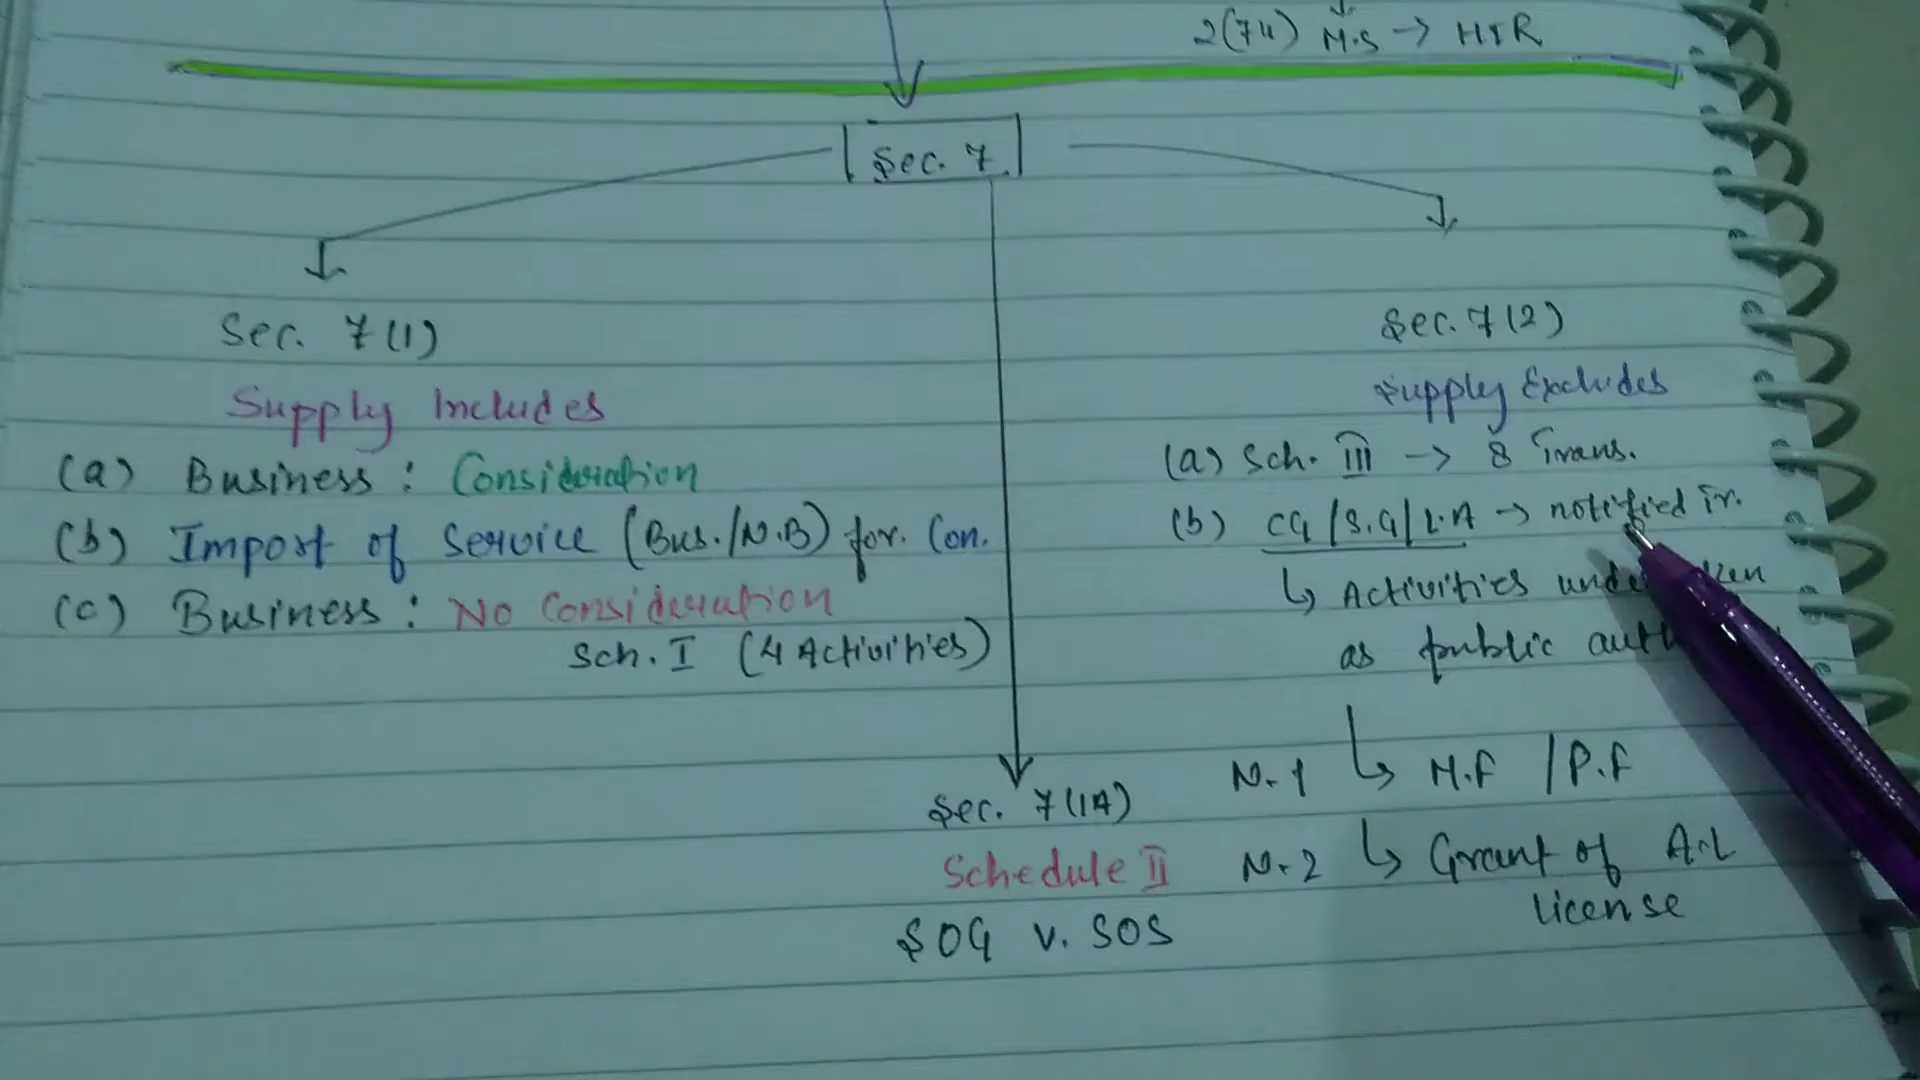 2(74) M.S → HTR
Sec. 7
Sec. 7(1)
Supply Includes
(a) Business : Consideration
(b) Import of Service (Bus./N.B) for. Con.
(c) Business : No Consideration
Sch. I (4 Activities)
Sec. 7(2)
Supply Excludes
(a) Sch. III → 8 Trans.
(b) CG/S.G/L.A → notified Tr.
↳ Activities
as public
N.1 ↳ M.F /P.F
N.2 ↳ Grant of A.L
license
Sec. 7(1A)
Schedule II
SOG v. SOS